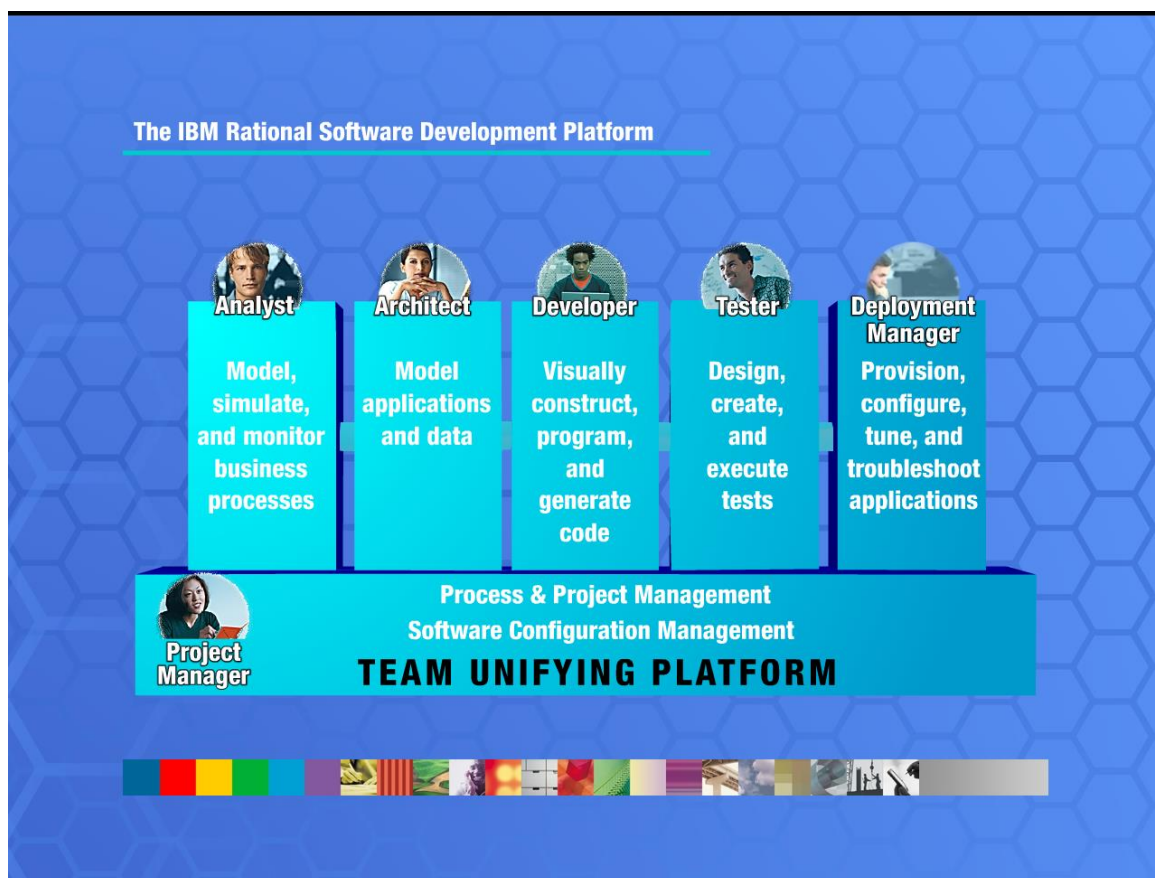 The IBM Rational Software Development Platform
Analyst
Model,
simulate,
and monitor
business
processes
Architect
Model
applications
and data
Developer
Visually
construct,
program,
and
generate
code
Tester
Design,
create,
and
execute
tests
Deployment
Manager
Provision,
configure,
tune, and
troubleshoot
applications
Project
Manager
Process & Project Management
Software Configuration Management
TEAM UNIFYING PLATFORM